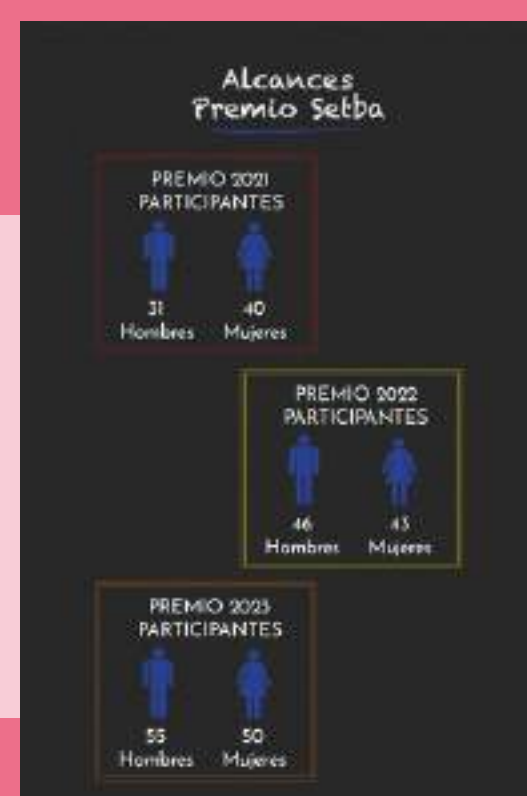 Alcances
Premio Setba
PREMIO 2021
PARTICIPANTES
31 40
Hombres Mujeres
PREMIO 2022
PARTICIPANTES
46 43
Hombres Mujeres
PREMIO 2023
PARTICIPANTES
55 50
Hombres Mujeres